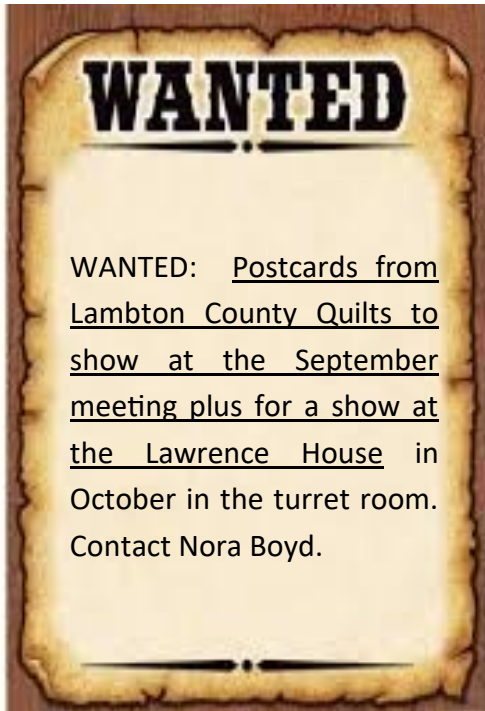 WANTED
WANTED: Postcards from
Lambton County Quilts to
show at the September
meeting plus for a show at
the Lawrence House in
October in the turret room.
Contact Nora Boyd.